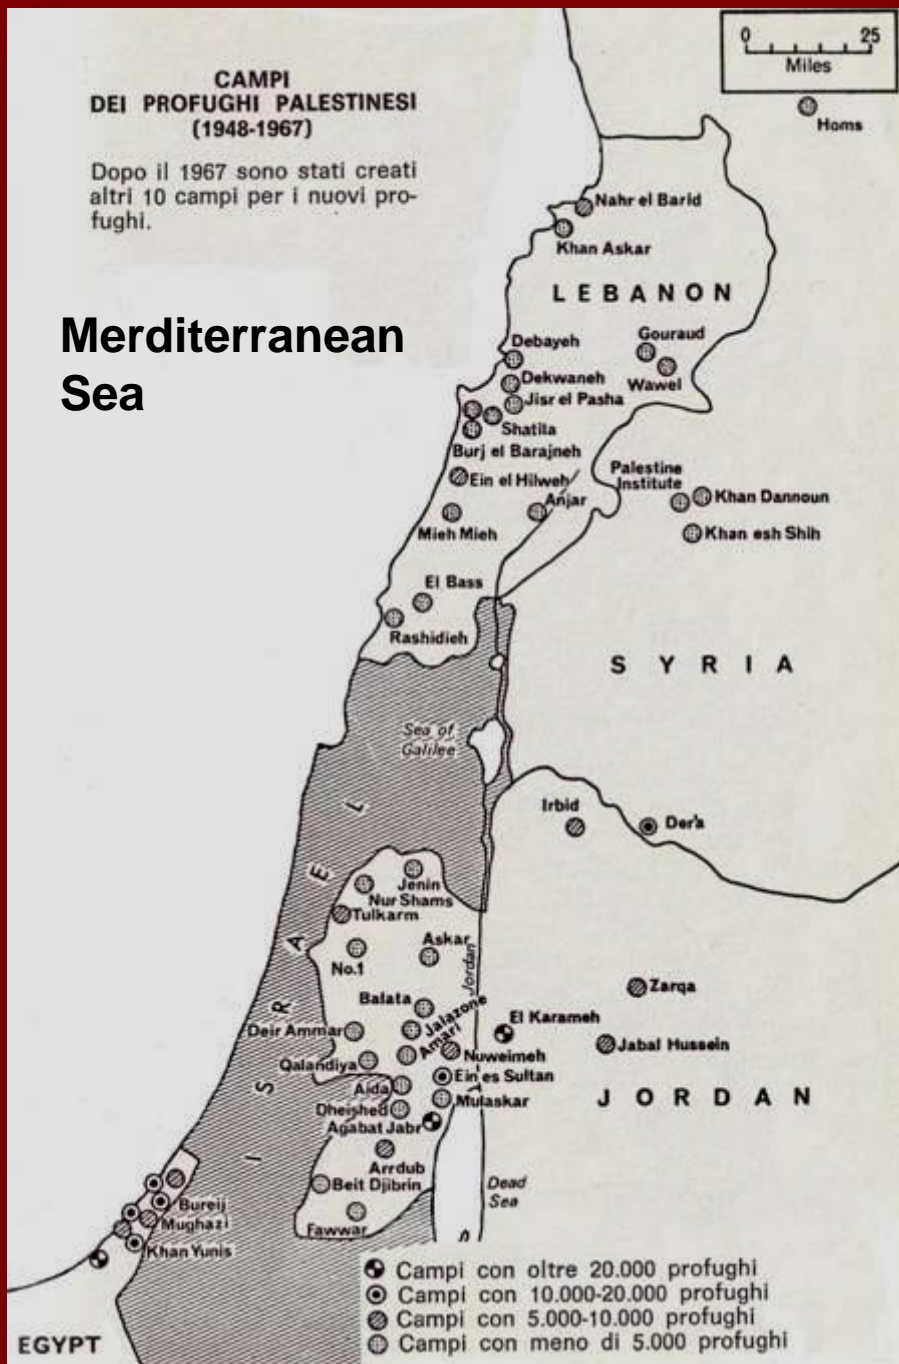 CAMPI
DEI PROFUGHI PALESTINESI
(1948-1967)
Dopo il 1967 sono stati creati
altri 10 campi per i nuovi pro-
fughi.
0 25
Miles
Homs
Nahr el Barid
Khan Askar
LEBANON
Merditerranean
Sea
Debayeh
Gouraud
Dekwaneh
Wawel
Jisr el Pasha
Shatila
Burj el Barajneh
Palestine
Institute
Ein el Hilweh
Khan Dannoun
Anjar
Mieh Mieh
Khan esh Shih
El Bass
Rashidieh
SYRIA
Sea of
Galilee
Irbid
Der'a
ISRAEL
Jenin
Nur Shams
Tulkarm
Askar
No.1
Jordan
Zarqa
Balata
El Karameh
Jalazone
Deir Ammar
Amari
Jabal Hussein
Nuweimeh
Qalandiya
Ein es Sultan
Aida
Mulaskar
JORDAN
Dheished
Agabat Jabr
Arrdub
Beit Djibrin
Dead
Sea
Bureij
Mughazi
Fawwar
Khan Yunis
Campi con oltre 20.000 profughi
Campi con 10.000-20.000 profughi
Campi con 5.000-10.000 profughi
Campi con meno di 5.000 profughi
EGYPT